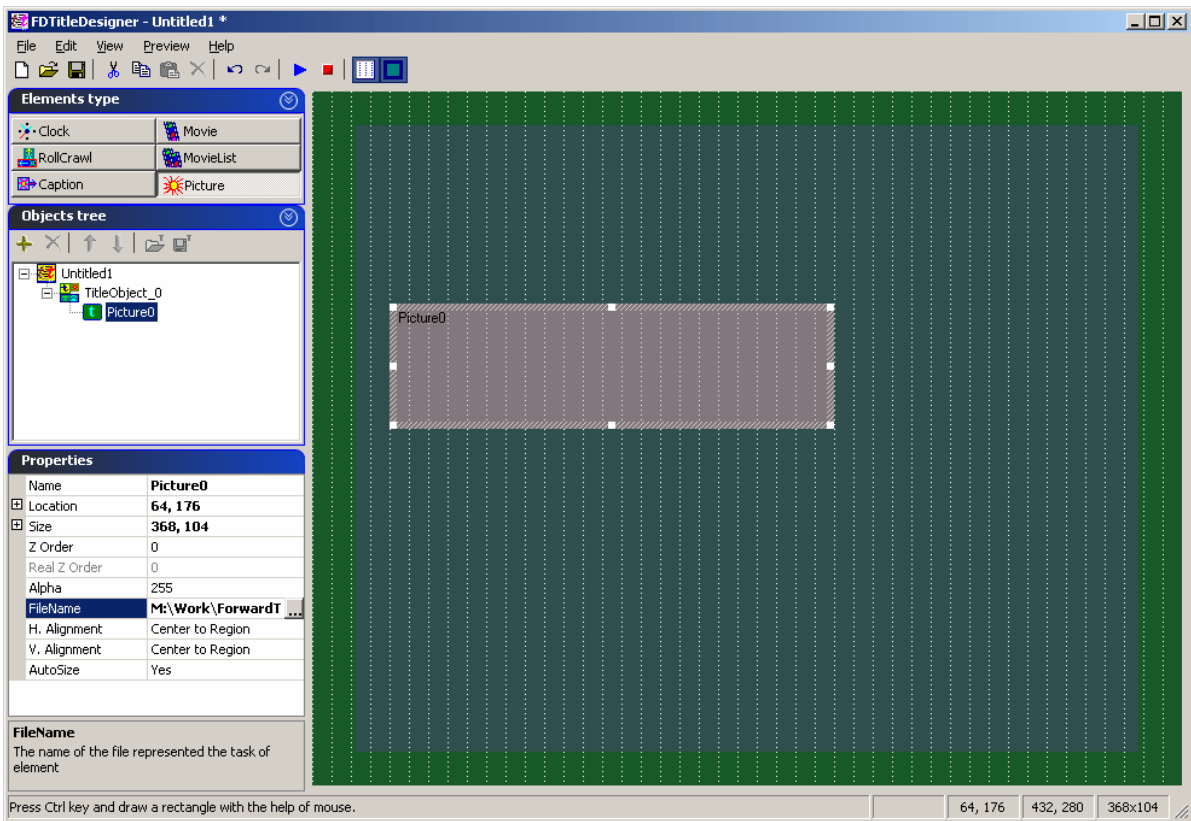 FDTitleDesigner - Untitled1 *
File Edit View Preview Help
Elements type
Clock Movie
RollCrawl MovieList
Caption Picture
Objects tree
Untitled1
TitleObject_0
t Picture0
Picture0
Properties
Name Picture0
Location 64, 176
Size 368, 104
Z Order 0
Real Z Order 0
Alpha 255
FileName M:\Work\ForwardT ...
H. Alignment Center to Region
V. Alignment Center to Region
AutoSize Yes
FileName
The name of the file represented the task of
element
Press Ctrl key and draw a rectangle with the help of mouse. 64, 176 432, 280 368x104